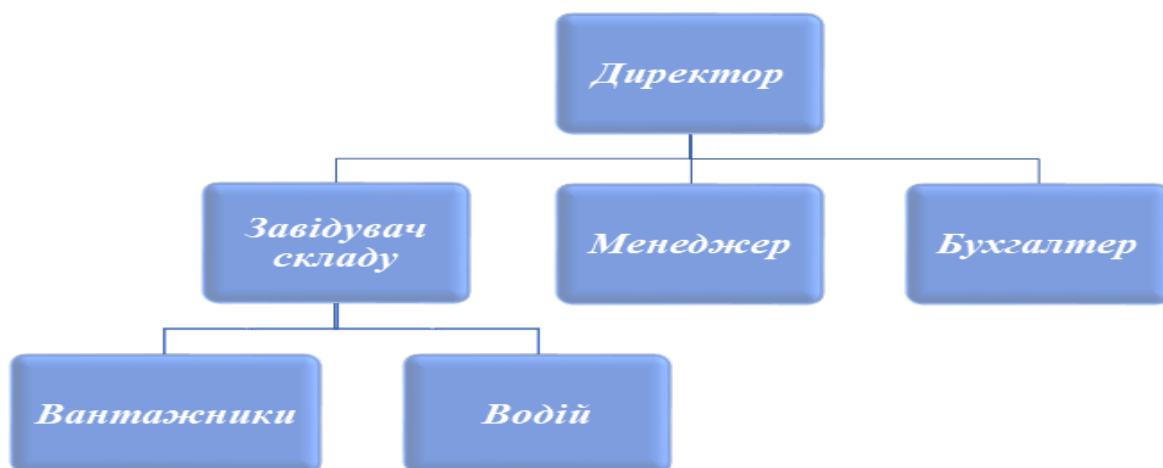 Директор
Завідувач
складу
Менеджер
Бухгалтер
Вантажники
Водій